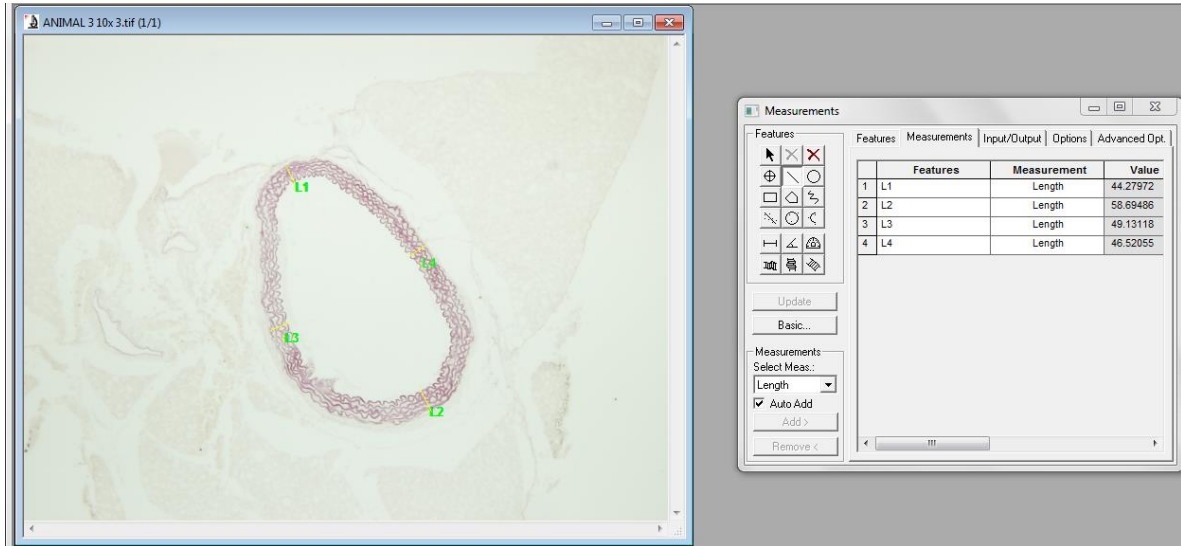 ANIMAL 3 10x 3.tif (1/1)
L1
L4
L3
L2
Measurements
Features
Features Measurements Input/Output Options Advanced Opt.
Features Measurement Value
1 L1 Length 44.27972
2 L2 Length 58.69486
3 L3 Length 49.13118
4 L4 Length 46.52055
Update
Basic...
Measurements
Select Meas.:
Length
Auto Add
Add >
Remove <